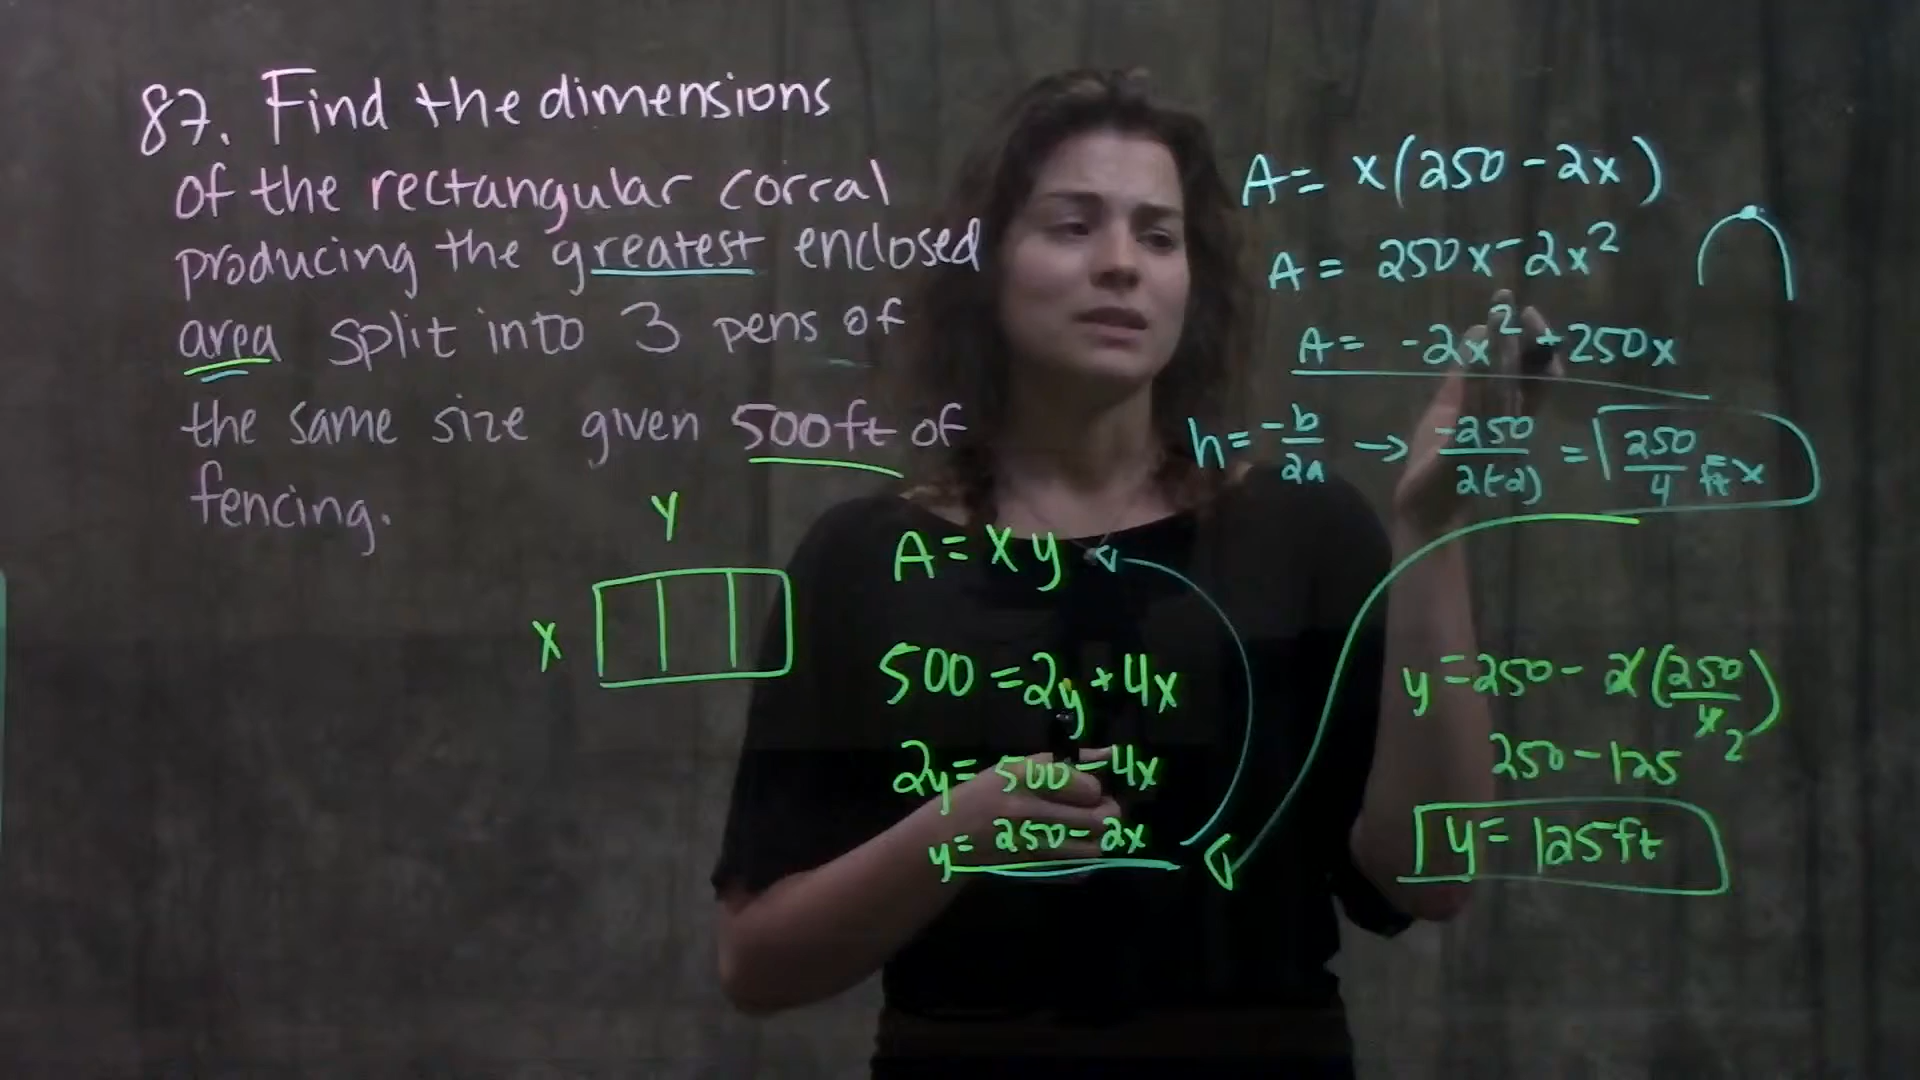 87. Find the dimensions
of the rectangular corral
producing the greatest enclosed
area split into 3 pens of
the same size given 500ft of
fencing.
Y
X
A = xy
500 = 2y + 4x
2y = 500 - 4x
y = 250 - 2x
A = x(250 - 2x)
A = 250x - 2x²
A = -2x² + 250x
h = -b/2a → -250/2(-2) = 250/4 ft = x
y = 250 - 2(250/4) 2
250 - 125
y = 125ft